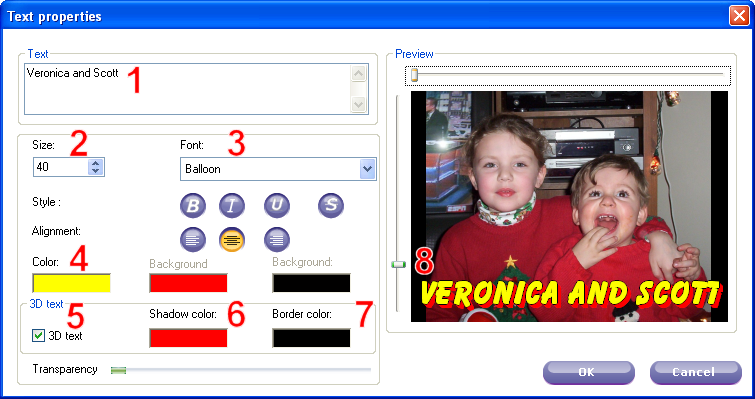 Text properties
Text
Veronica and Scott
1
Size:
2
40
Font:
3
Balloon
Style :
B I U S
Alignment:
Color:
4
Background
Background:
3D text
5
3D text
Shadow color:
6
Border color:
7
Transparency
Preview
8
VERONICA AND SCOTT
OK
Cancel